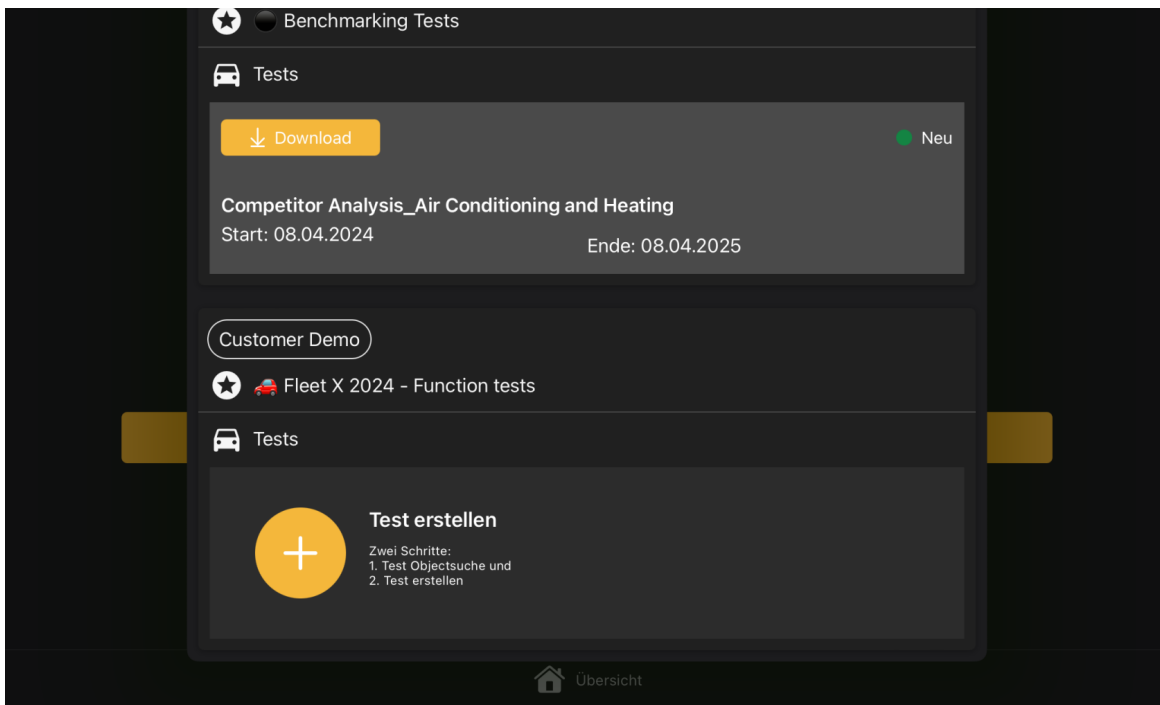 Benchmarking Tests
Tests
Download
Neu
Competitor Analysis_Air Conditioning and Heating
Start: 08.04.2024
Ende: 08.04.2025
Customer Demo
Fleet X 2024 - Function tests
Tests
Test erstellen
Zwei Schritte:
1. Test Objectsuche und
2. Test erstellen
Übersicht